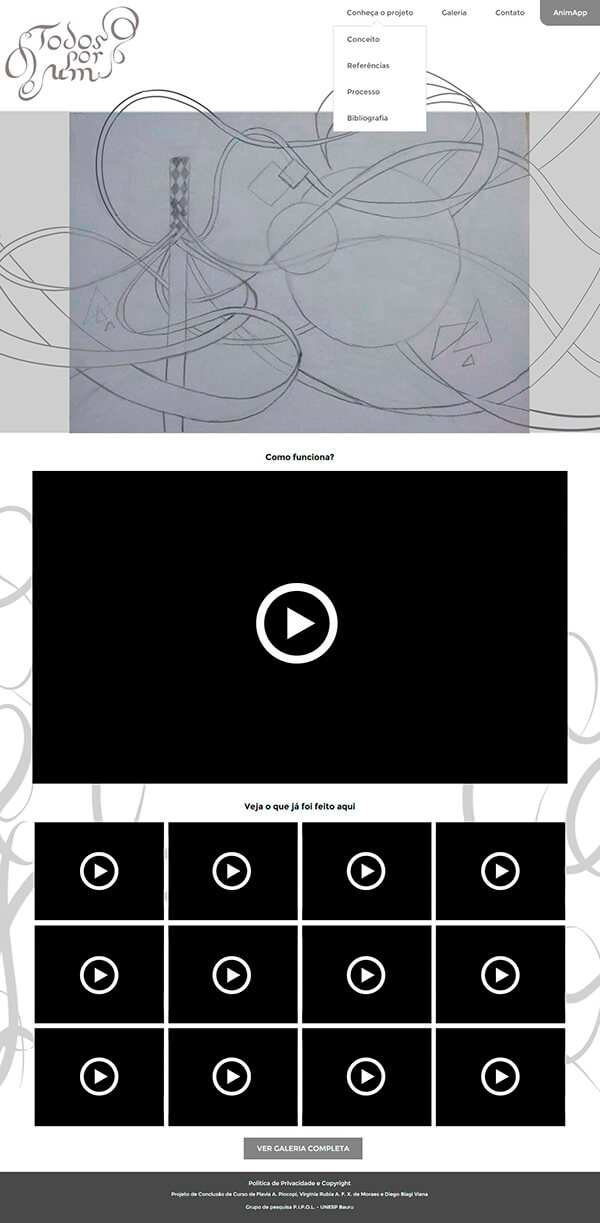 Todos
por
um
Conheça o projeto
Galeria
Contato
AnimApp
Conceito
Referências
Processo
Bibliografia
Como funciona?
Veja o que já foi feito aqui
VER GALERIA COMPLETA
Política de Privacidade e Copyright
Projeto de Conclusão de Curso de Flavia A. Piocopi, Virginia Rubia A. P. X. de Moraes e Diego Biagi Viana
Grupo de pesquisa P.I.P.O.L. - UNESP Bauru